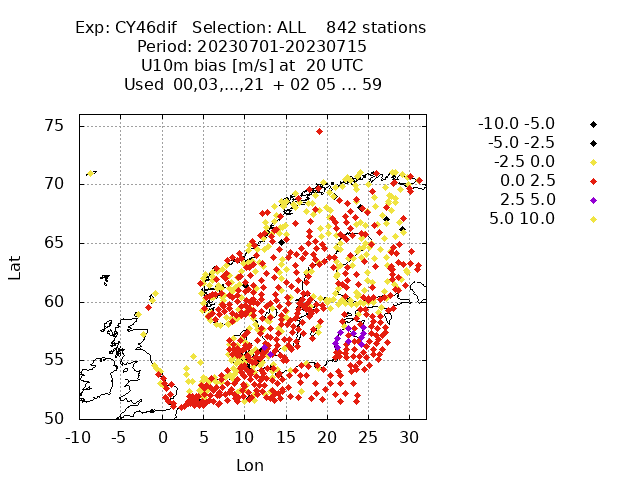 Exp: CY46dif   Selection: ALL    842 stations
Period: 20230701-20230715
U10m bias [m/s] at  20 UTC
Used  00,03,...,21  + 02 05 ... 59
-10.0 -5.0
-5.0 -2.5
-2.5 0.0
0.0 2.5
2.5 5.0
5.0 10.0
75
70
65
60
55
50
Lat
-10 -5 0 5 10 15 20 25 30
Lon